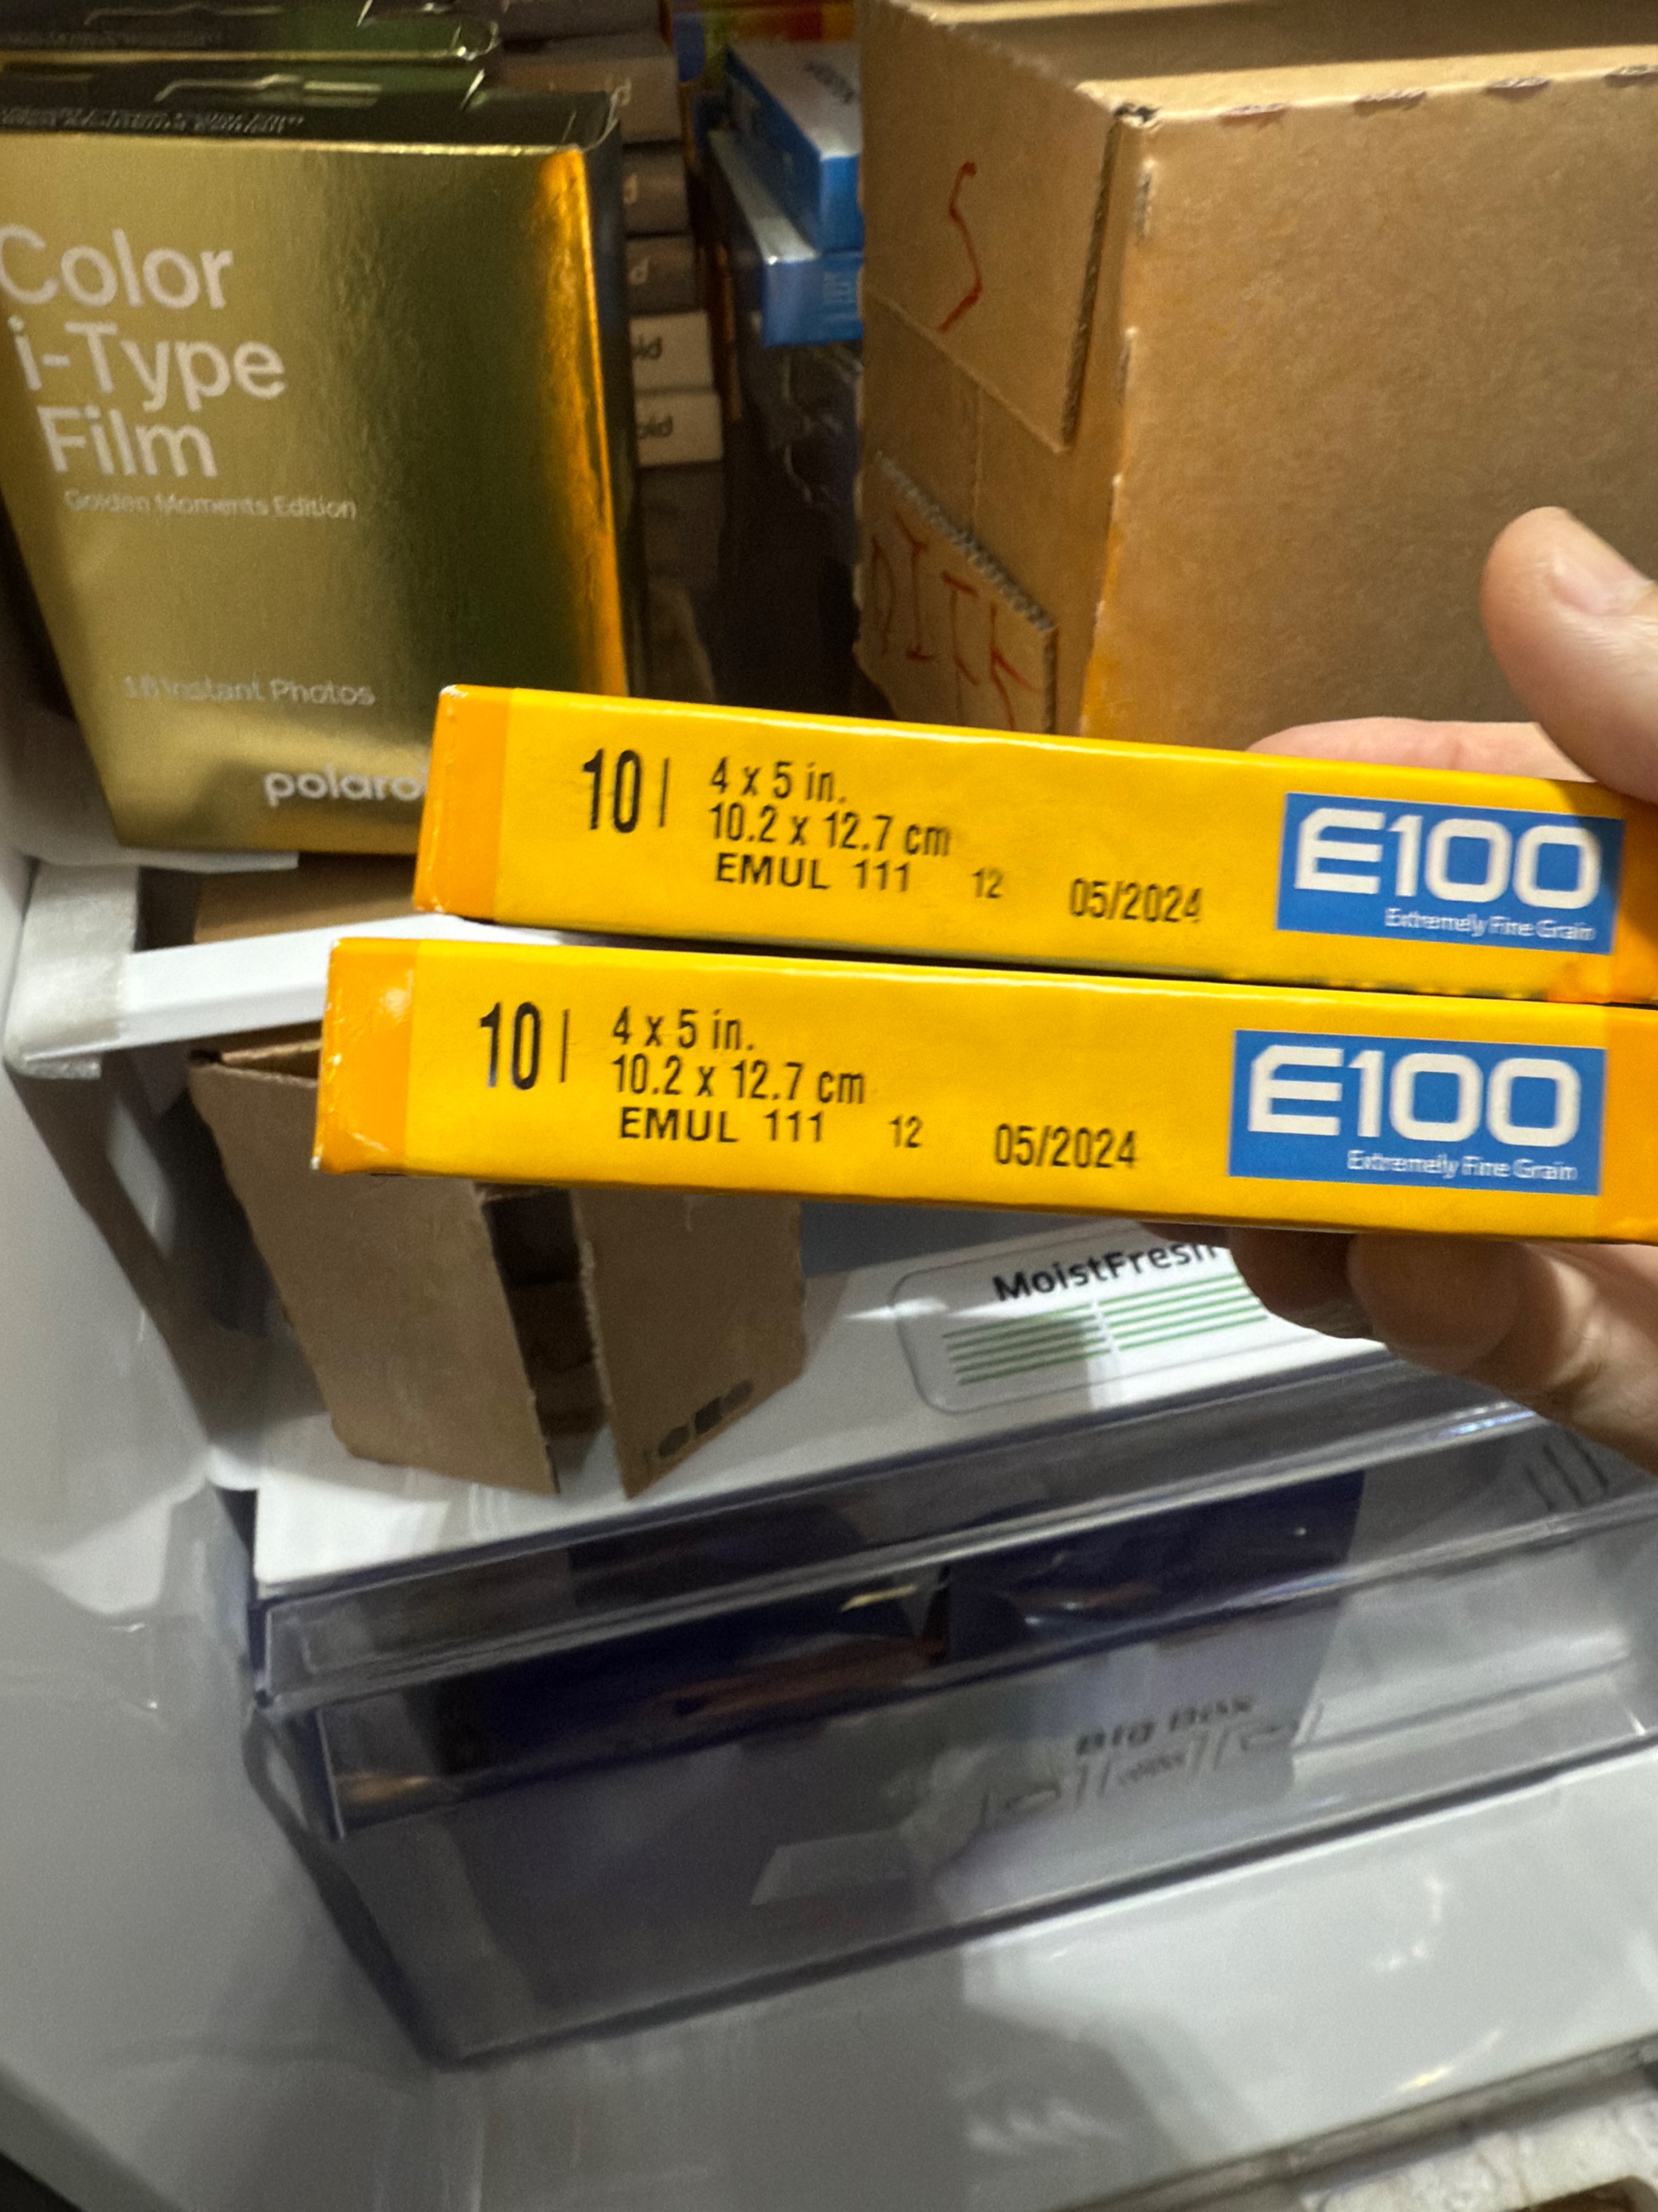 Color
i-Type
Film
Golden Moments Edition
16 Instant Photos
S
10 | 4 x 5 in.
10.2 x 12.7 cm
EMUL 111 12 05/2024
E100
Extremely Fine Grain
10 | 4 x 5 in.
10.2 x 12.7 cm
EMUL 111 12 05/2024
E100
Extremely Fine Grain
MoistFresh
Big Box